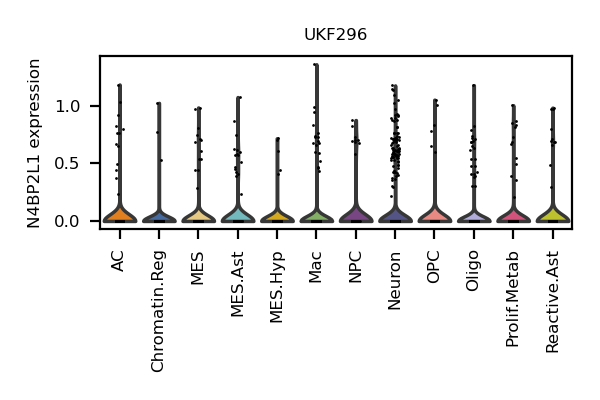 UKF296
N4BP2L1 expression
1.0
0.5
0.0
AC
Chromatin.Reg
MES
MES.Ast
MES.Hyp
Mac
NPC
Neuron
OPC
Oligo
Prolif.Metab
Reactive.Ast